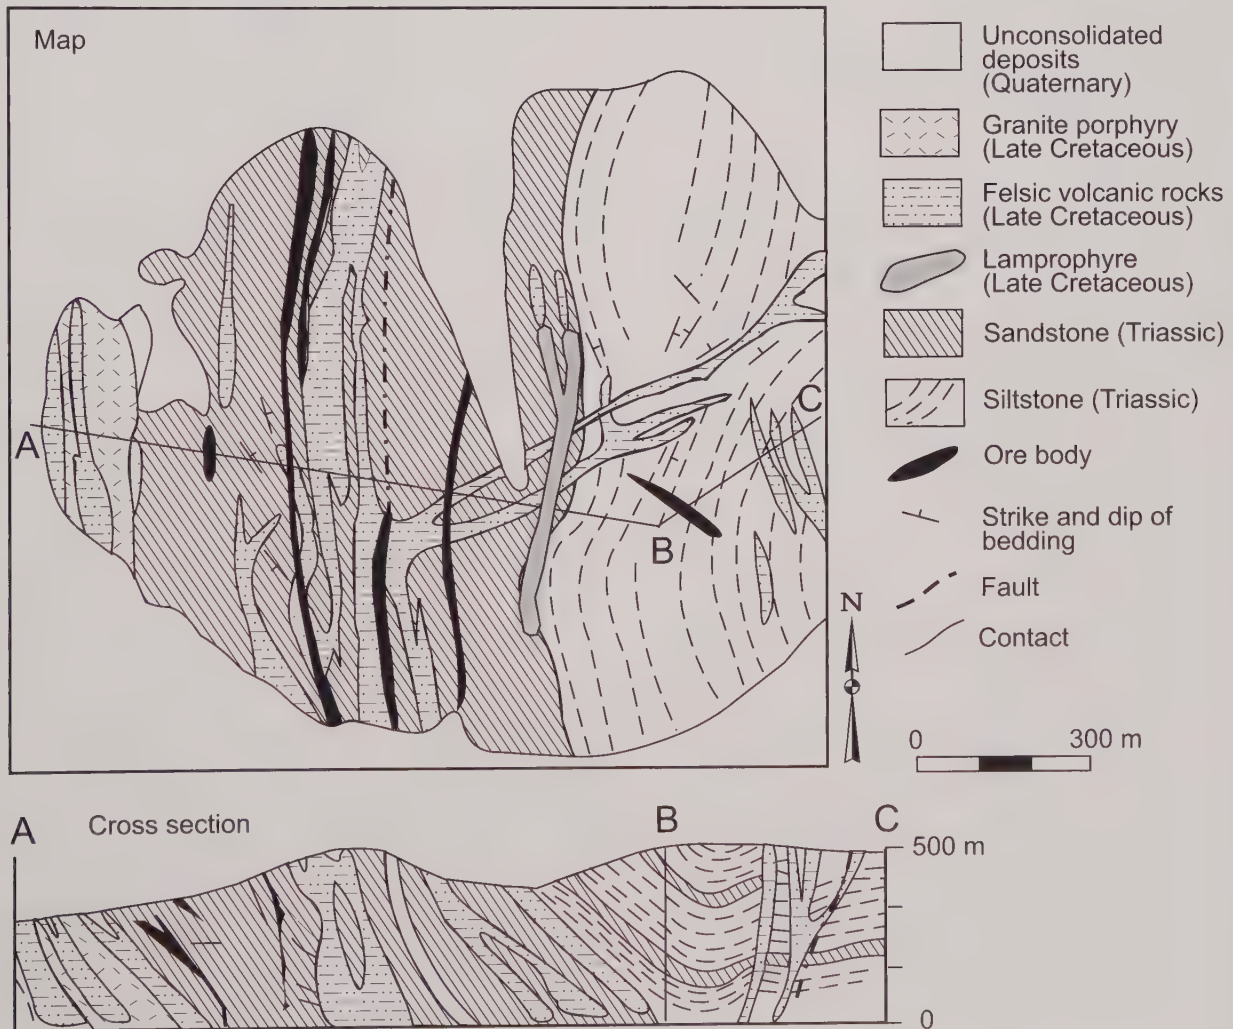 Map
A
B
C
Unconsolidated
deposits
(Quaternary)
Granite porphyry
(Late Cretaceous)
Felsic volcanic rocks
(Late Cretaceous)
Lamprophyre
(Late Cretaceous)
Sandstone (Triassic)
Siltstone (Triassic)
Ore body
Strike and dip of
bedding
Fault
Contact
N
0 300 m
A Cross section B C
500 m
0